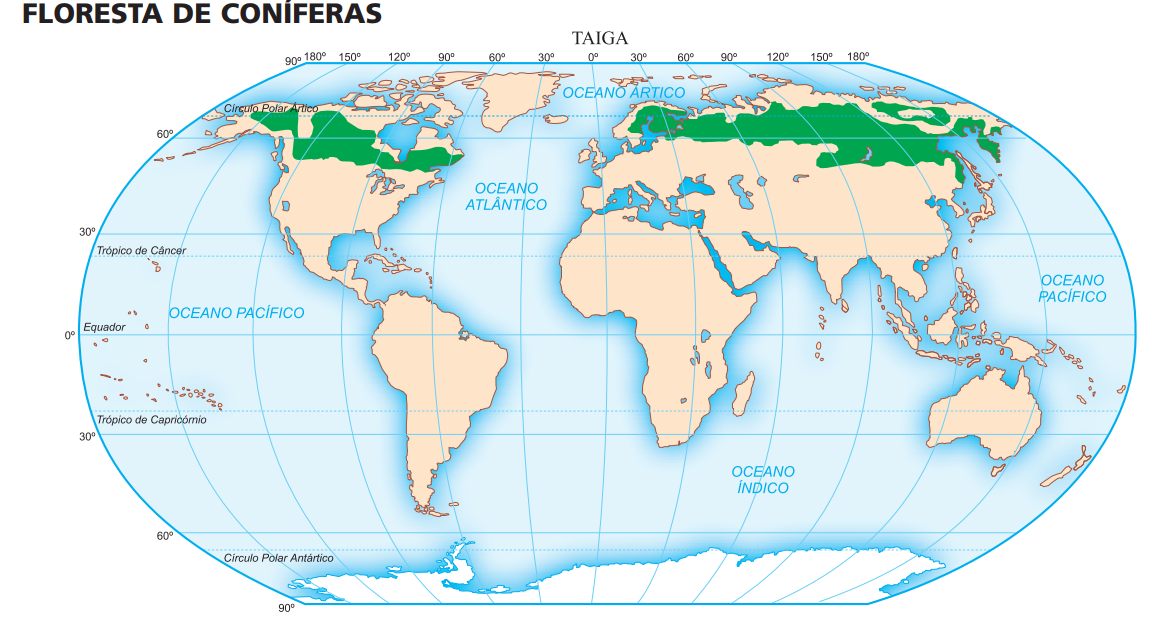 FLORESTA DE CONÍFERAS
TAIGA
90º 180º 150º 120º 90º 60º 30º 0º 30º 60º 90º 120º 150º 180º
OCEANO ÁRTICO
Círculo Polar Ártico
60º
OCEANO
ATLÂNTICO
30º
Trópico de Câncer
OCEANO
PACÍFICO
OCEANO PACÍFICO
Equador
0º
Trópico de Capricórnio
30º
OCEANO
ÍNDICO
60º
Círculo Polar Antártico
90º